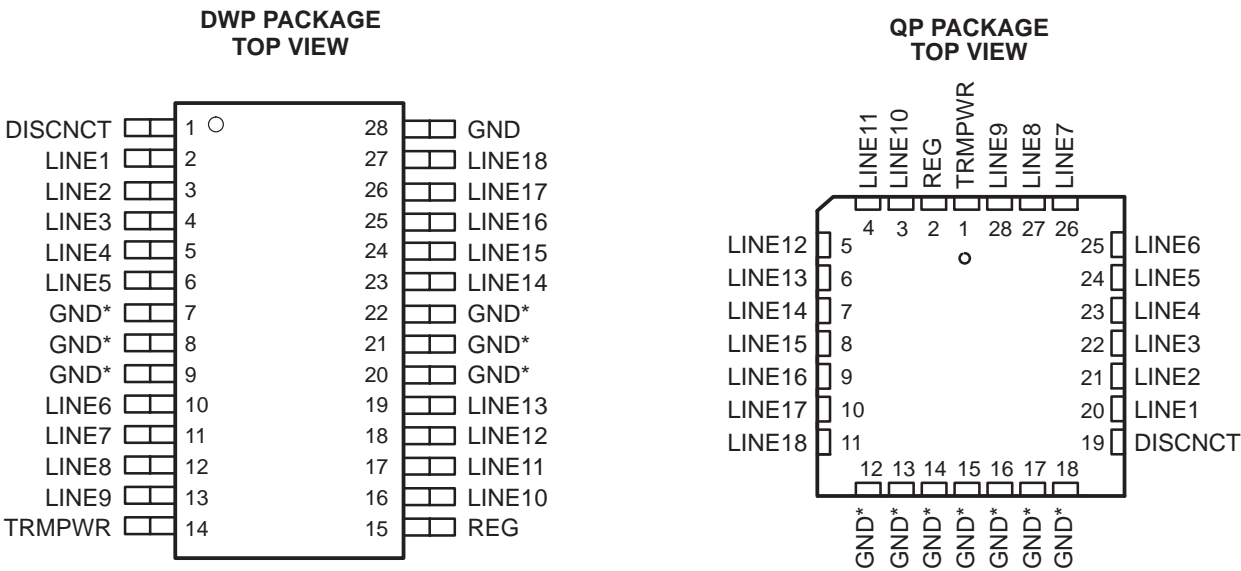 DWP PACKAGE
TOP VIEW
DISCNCT 1 28 GND
LINE1 2 27 LINE18
LINE2 3 26 LINE17
LINE3 4 25 LINE16
LINE4 5 24 LINE15
LINE5 6 23 LINE14
GND* 7 22 GND*
GND* 8 21 GND*
GND* 9 20 GND*
LINE6 10 19 LINE13
LINE7 11 18 LINE12
LINE8 12 17 LINE11
LINE9 13 16 LINE10
TRMPWR 14 15 REG
QP PACKAGE
TOP VIEW
LINE11 LINE10 REG TRMPWR LINE9 LINE8 LINE7
4 3 2 1 28 27 26
LINE12 5 25 LINE6
LINE13 6 24 LINE5
LINE14 7 23 LINE4
LINE15 8 22 LINE3
LINE16 9 21 LINE2
LINE17 10 20 LINE1
LINE18 11 19 DISCNCT
12 13 14 15 16 17 18
GND* GND* GND* GND* GND* GND* GND*